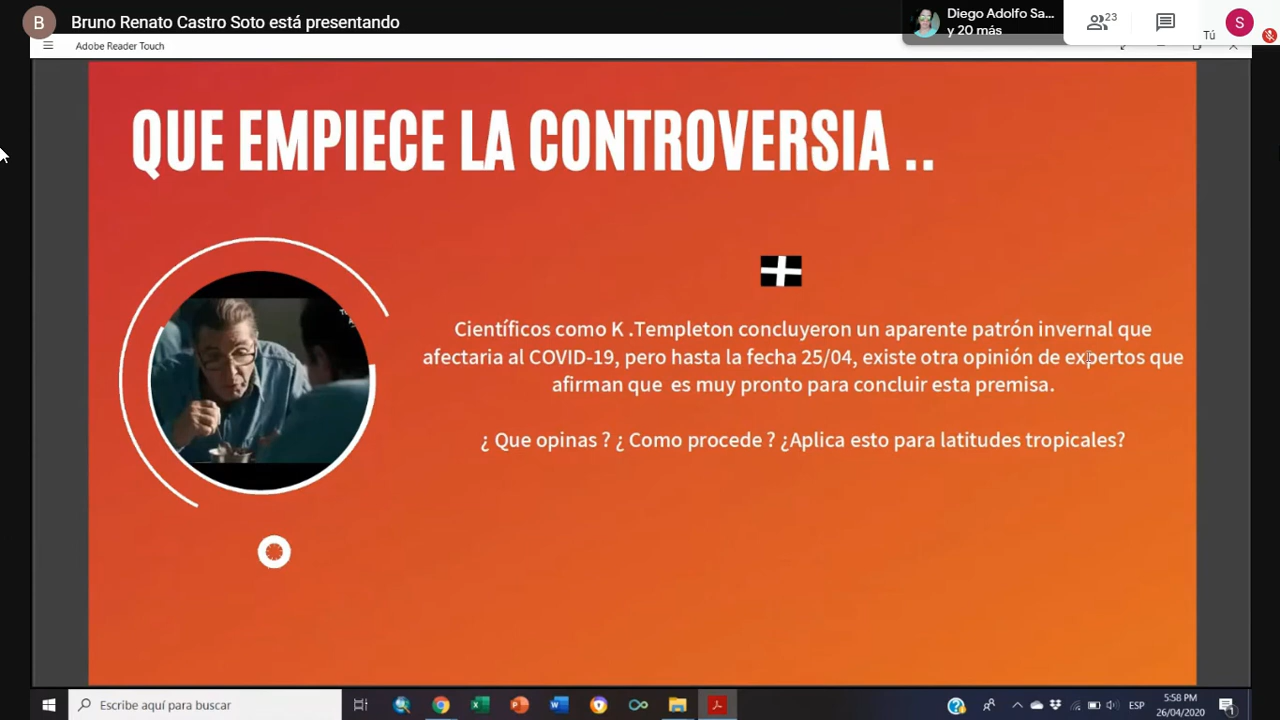 B Bruno Renato Castro Soto está presentando
Diego Adolfo Sa...
y 20 más
23
Tú
S
Adobe Reader Touch
QUE EMPIECE LA CONTROVERSIA ..
Científicos como K .Templeton concluyeron un aparente patrón invernal que
afectaria al COVID-19, pero hasta la fecha 25/04, existe otra opinión de expertos que
afirman que  es muy pronto para concluir esta premisa.
¿ Que opinas ? ¿ Como procede ? ¿Aplica esto para latitudes tropicales?
Escribe aquí para buscar
ESP
5:58 PM
26/04/2020
1